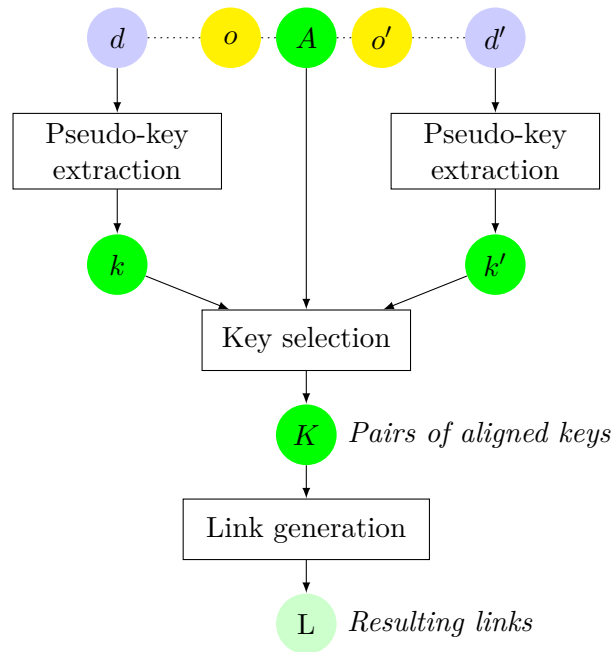 d o A o′ d′
Pseudo-key
extraction
Pseudo-key
extraction
k k′
Key selection
K Pairs of aligned keys
Link generation
L Resulting links